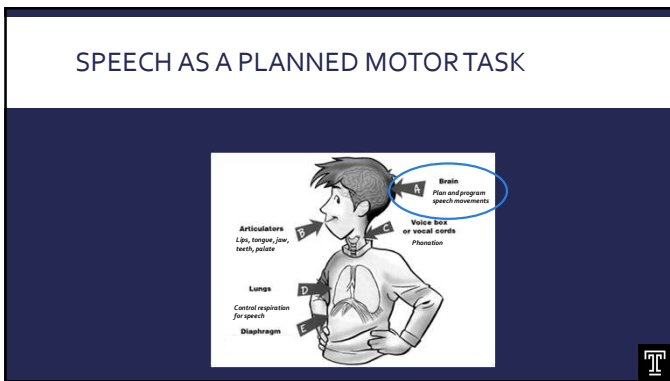 SPEECH AS A PLANNED MOTOR TASK
Brain
A
Plan and program
speech movements
Articulators
B
Lips, tongue, jaw,
teeth, palate
C
Voice box
or vocal cords
Phonation
Lungs
D
Control respiration
for speech
Diaphragm
E
T